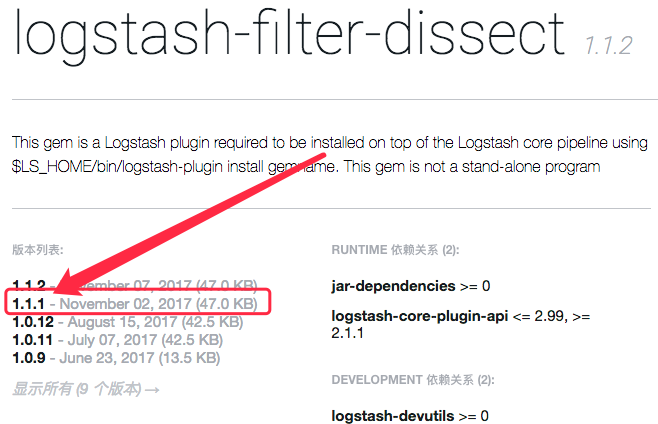 logstash-filter-dissect 1.1.2
This gem is a Logstash plugin required to be installed on top of the Logstash core pipeline using
$LS_HOME/bin/logstash-plugin install gemname. This gem is not a stand-alone program
版本列表:
1.1.2 - November 07, 2017 (47.0 KB)
1.1.1 - November 02, 2017 (47.0 KB)
1.0.12 - August 15, 2017 (42.5 KB)
1.0.11 - July 07, 2017 (42.5 KB)
1.0.9 - June 23, 2017 (13.5 KB)
显示所有 (9 个版本) →
RUNTIME 依赖关系 (2):
jar-dependencies >= 0
logstash-core-plugin-api <= 2.99, >=
2.1.1
DEVELOPMENT 依赖关系 (2):
logstash-devutils >= 0